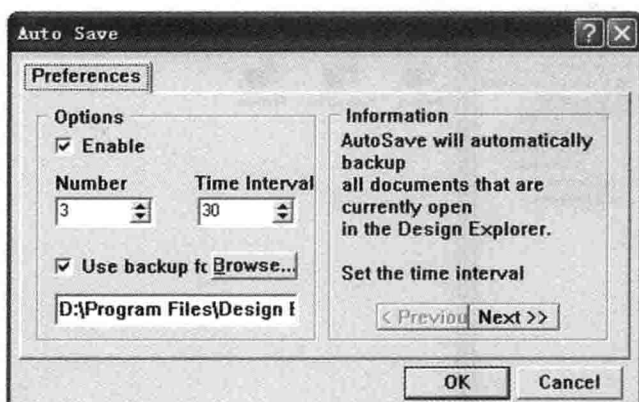 Auto Save
Preferences
Options
Enable
Number
Time Interval
3
30
Use backup fc
Browse...
D:\Program Files\Design E
Information
AutoSave will automatically
backup
all documents that are
currently open
in the Design Explorer.
Set the time interval
< Previou
Next >>
OK
Cancel